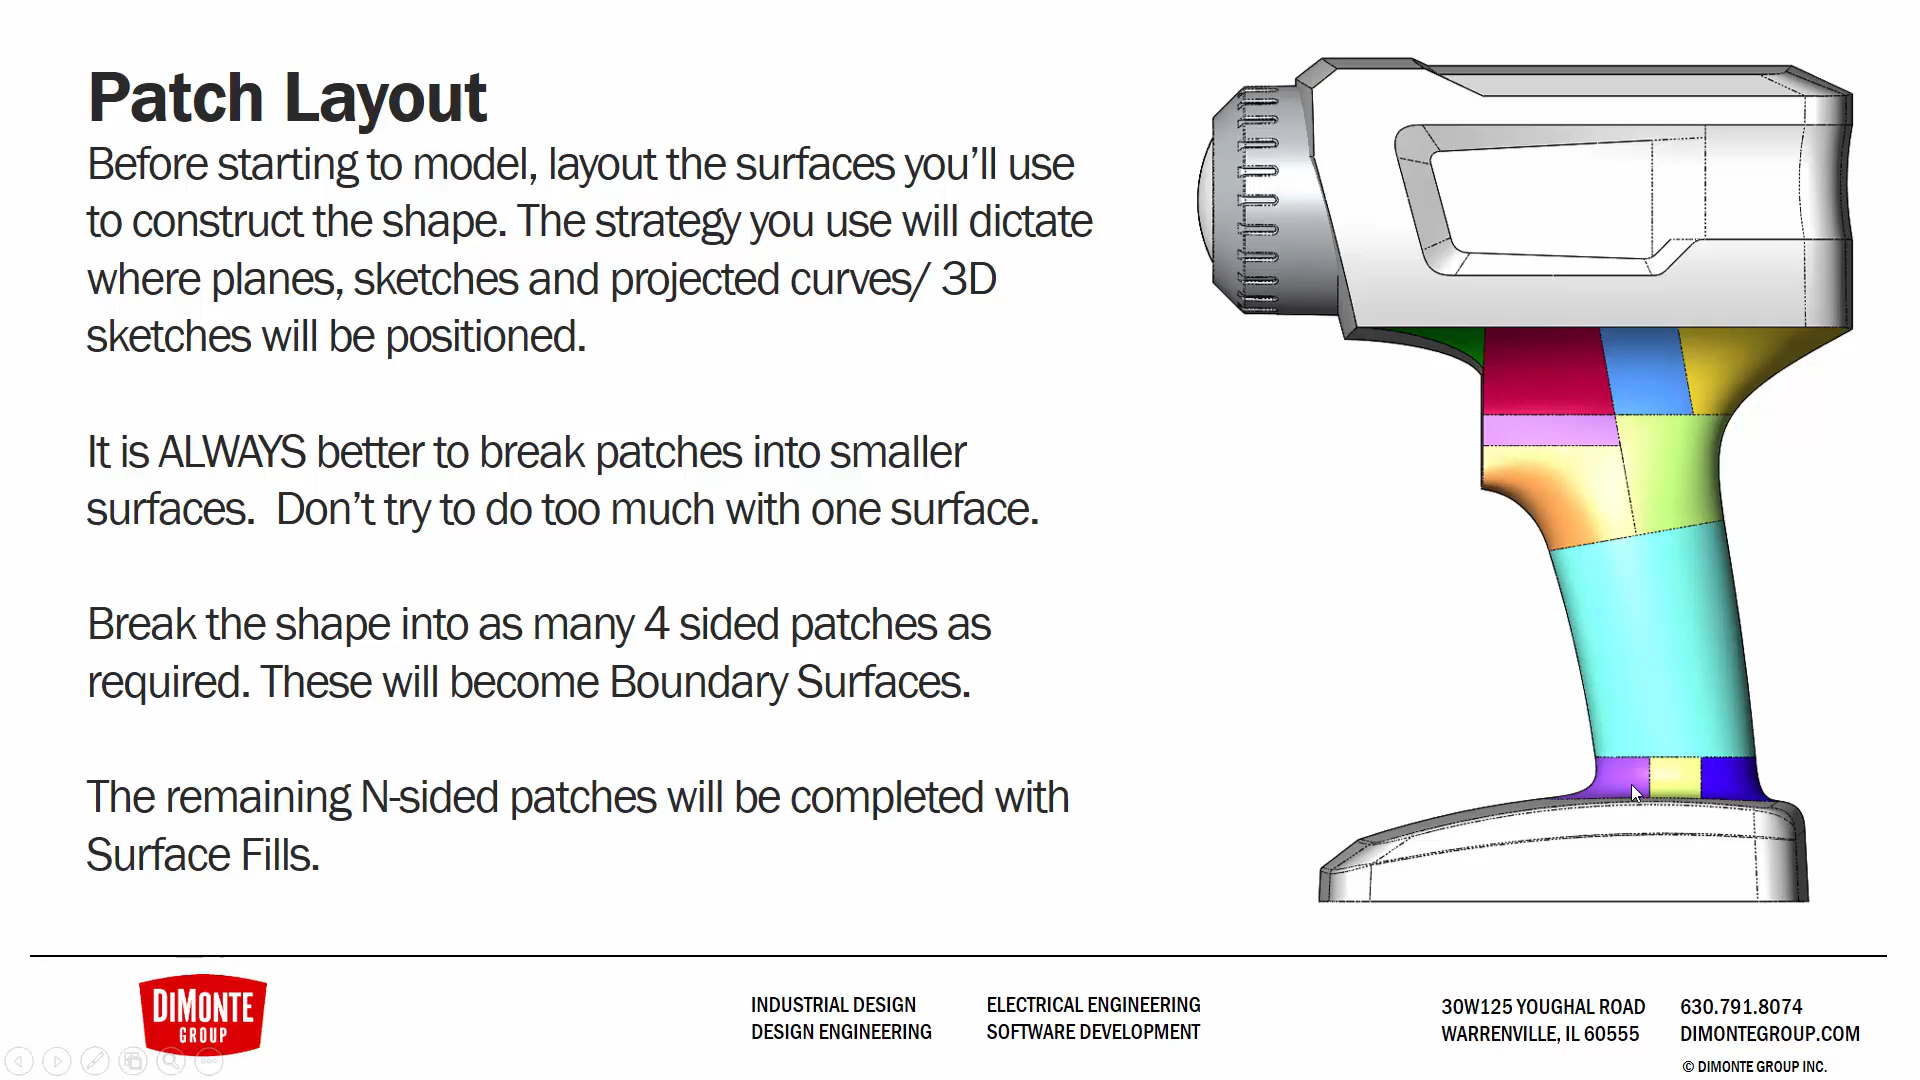 Patch Layout
Before starting to model, layout the surfaces you’ll use
to construct the shape. The strategy you use will dictate
where planes, sketches and projected curves/ 3D
sketches will be positioned.
It is ALWAYS better to break patches into smaller
surfaces.  Don’t try to do too much with one surface.
Break the shape into as many 4 sided patches as
required. These will become Boundary Surfaces.
The remaining N-sided patches will be completed with
Surface Fills.
DIMONTE
GROUP
INDUSTRIAL DESIGN
DESIGN ENGINEERING
ELECTRICAL ENGINEERING
SOFTWARE DEVELOPMENT
30W125 YOUGHAL ROAD
WARRENVILLE, IL 60555
630.791.8074
DIMONTEGROUP.COM
© DIMONTE GROUP INC.